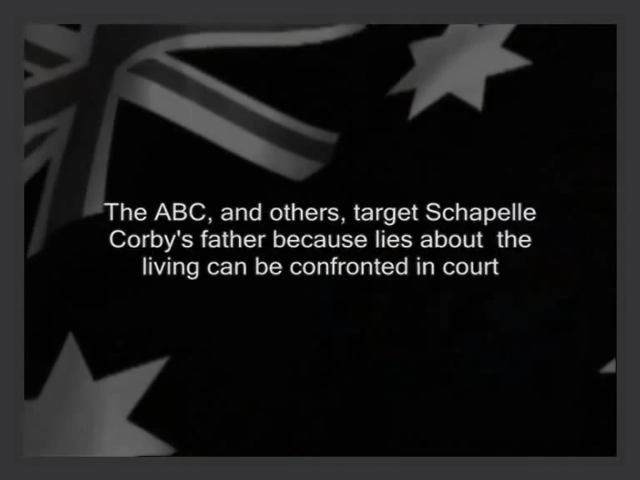 The ABC, and others, target Schapelle
Corby's father because lies about  the
living can be confronted in court